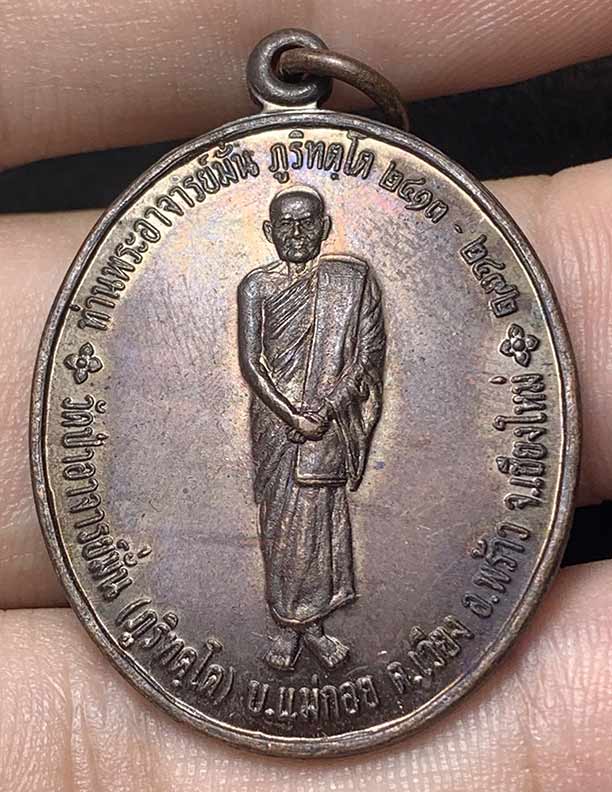 ท่านพระอาจารย์มั่น ภูริทตฺโต ๒๔๑๓ - ๒๔๙๒
วัดป่าอาจารย์มั่น (ภูริทตฺโต) บ.แม่กอย ต.เวียง อ.พร้าว จ.เชียงใหม่